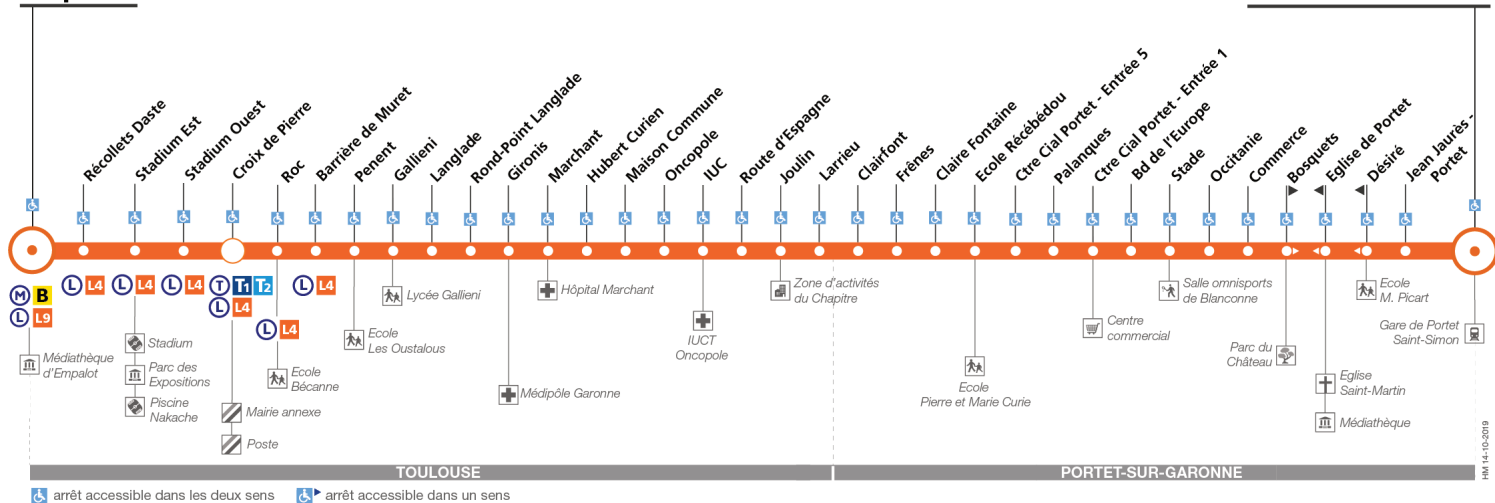 Récollets Daste
Stadium Est
Stadium Ouest
Croix de Pierre
Roc
Barrière de Muret
Penent
Gallieni
Langlade
Rond-Point Langlade
Gironis
Marchant
Hubert Curien
Maison Commune
Oncopole
IUC
Route d'Espagne
Joulin
Larrieu
Clairfont
Frênes
Claire Fontaine
Ecole Récébédou
Ctre Cial Portet - Entrée 5
Palanques
Ctre Cial Portet - Entrée 1
Bd de l'Europe
Stade
Occitanie
Commerce
Bosquets
Eglise de Portet
Désiré
Jean Jaurès -
Portet
M B
L L9
L L4
L L4
L L4
T T1 T2
L L4
L L4
L L4
Médiathèque
d'Empalot
Stadium
Parc des
Expositions
Piscine
Nakache
Mairie annexe
Poste
Ecole
Bécanne
Ecole
Les Oustalous
Lycée Gallieni
Médipôle Garonne
Hôpital Marchant
IUCT
Oncopole
Zone d'activités
du Chapitre
Ecole
Pierre et Marie Curie
Centre
commercial
Salle omnisports
de Blanconne
Parc du
Château
Eglise
Saint-Martin
Médiathèque
Ecole
M. Picart
Gare de Portet
Saint-Simon
HM 14-10-2019
TOULOUSE
PORTET-SUR-GARONNE
arrêt accessible dans les deux sens
arrêt accessible dans un sens